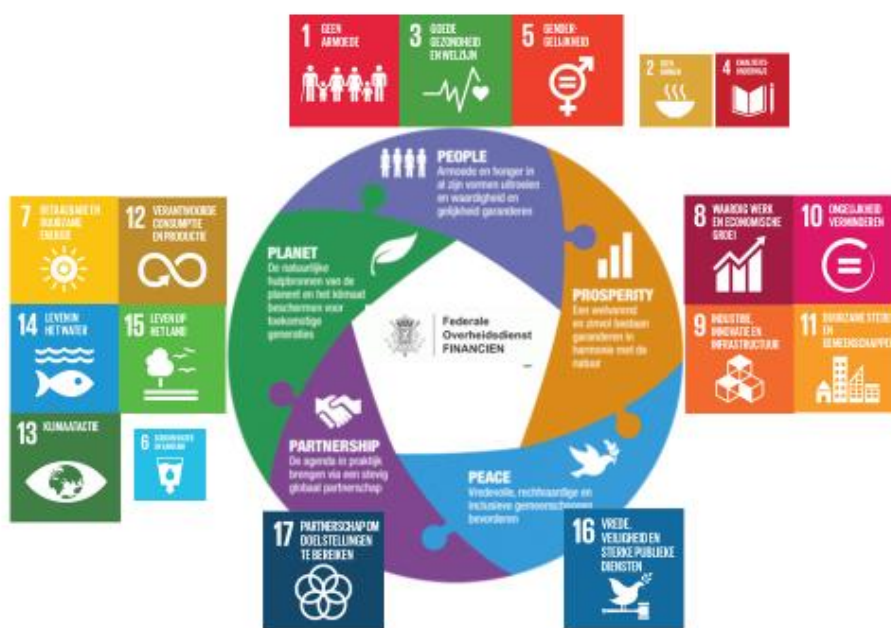 1 GEEN
ARMOEDE
3 GOEDE
GEZONDHEID
EN WELZIJN
5 GENDER-
GELIJKHEID
2 GEEN
HONGER
4 KWALITEITS-
ONDERWIJS
PEOPLE
Armoede en honger in
al zijn vormen uitroeien
en waardigheid en
gelijkheid garanderen
7 BETAALBARE EN
DUURZAME
ENERGIE
12 VERANTWOORDE
CONSUMPTIE
EN PRODUCTIE
14 LEVEN IN
HET WATER
15 LEVEN OP
HET LAND
13 KLIMAATACTIE
6
PLANET
De natuurlijke
hulpbronnen van de
planeet en het klimaat
beschermen voor
toekomstige
generaties
Federale
Overheidsdienst
FINANCIEN
PROSPERITY
Een welvarend
en zinvol bestaan
garanderen in
harmonie met de
natuur
8 WAARDIG WERK
EN ECONOMISCHE
GROEI
10 ONGELIJKHEID
VERMINDEREN
9 INDUSTRIE,
INNOVATIE EN
INFRASTRUCTUUR
11 DUURZAME STEDEN
EN
GEMEENSCHAPPEN
PARTNERSHIP
De agenda in praktijk
brengen via een stevig
globaal partnerschap
PEACE
Vredevolle, rechtvaardige en
inclusieve gemeenschappen
bevorderen
17 PARTNERSCHAP OM
DOELSTELLINGEN
TE BEREIKEN
16 VREDE,
VEILIGHEID EN
STERKE PUBLIEKE
DIENSTEN